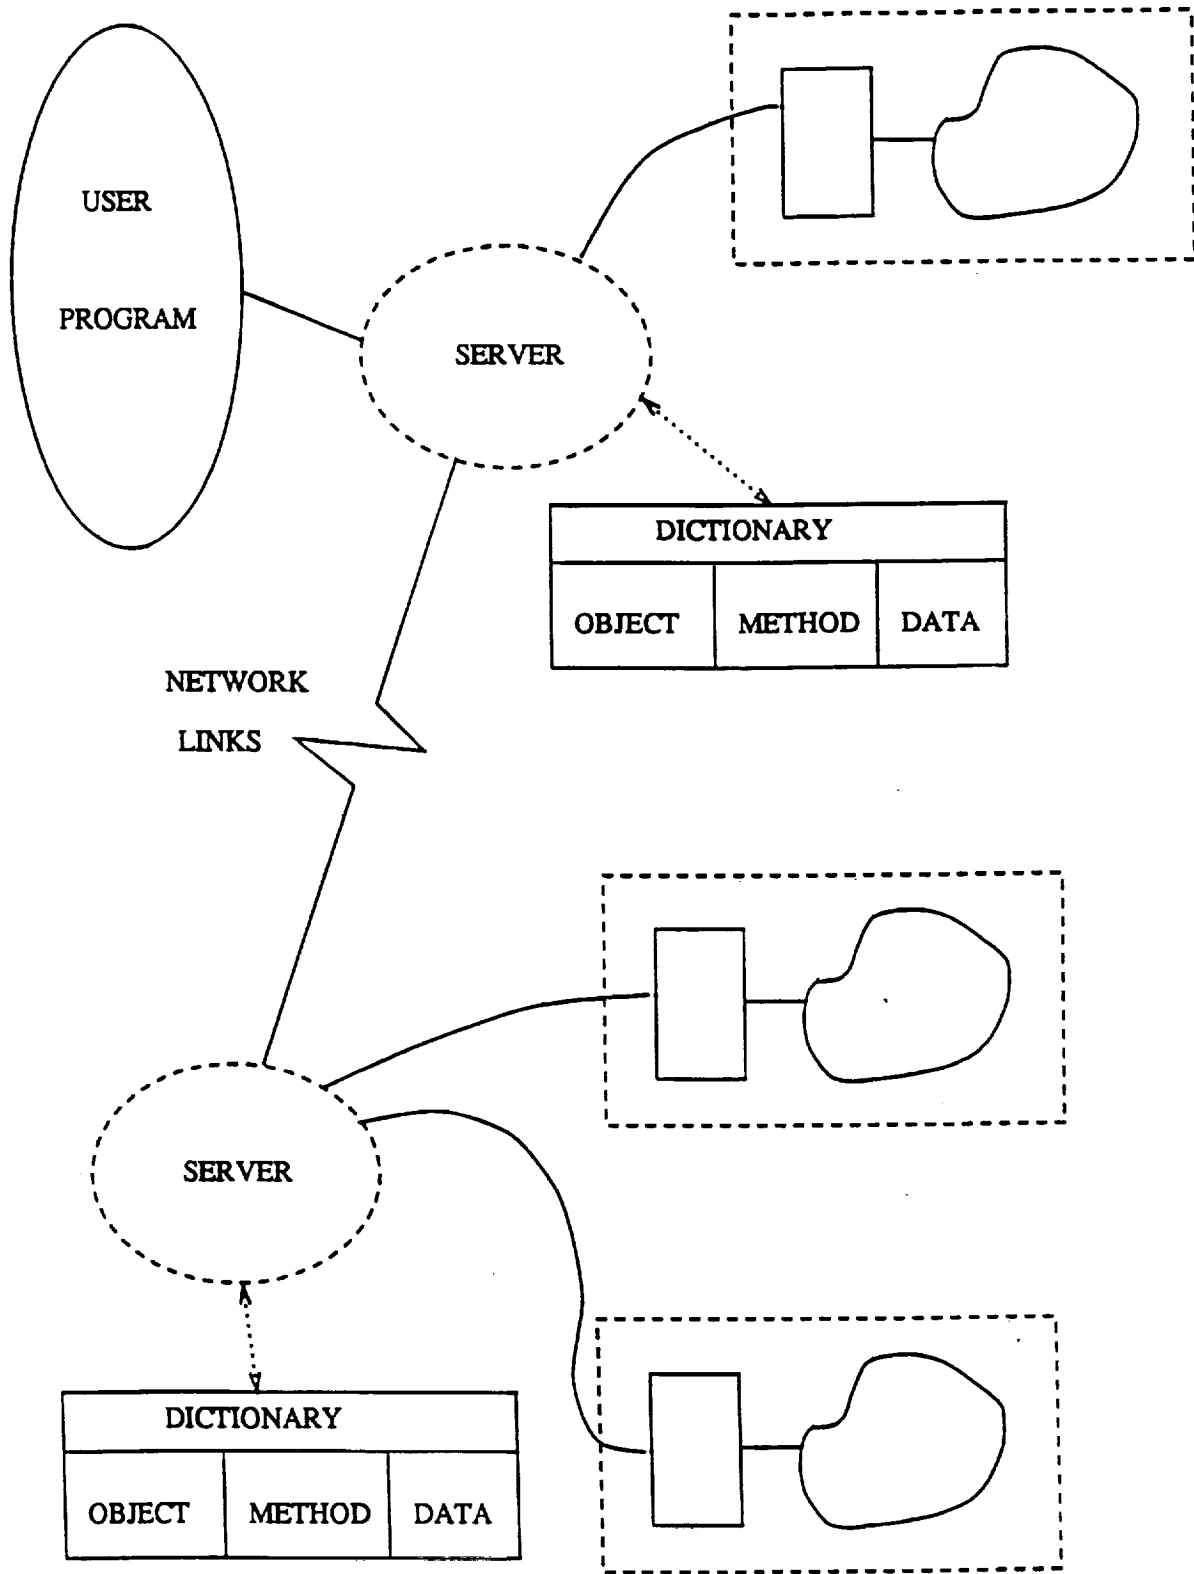 USER
PROGRAM
SERVER
DICTIONARY
OBJECT METHOD DATA
NETWORK
LINKS
SERVER
DICTIONARY
OBJECT METHOD DATA